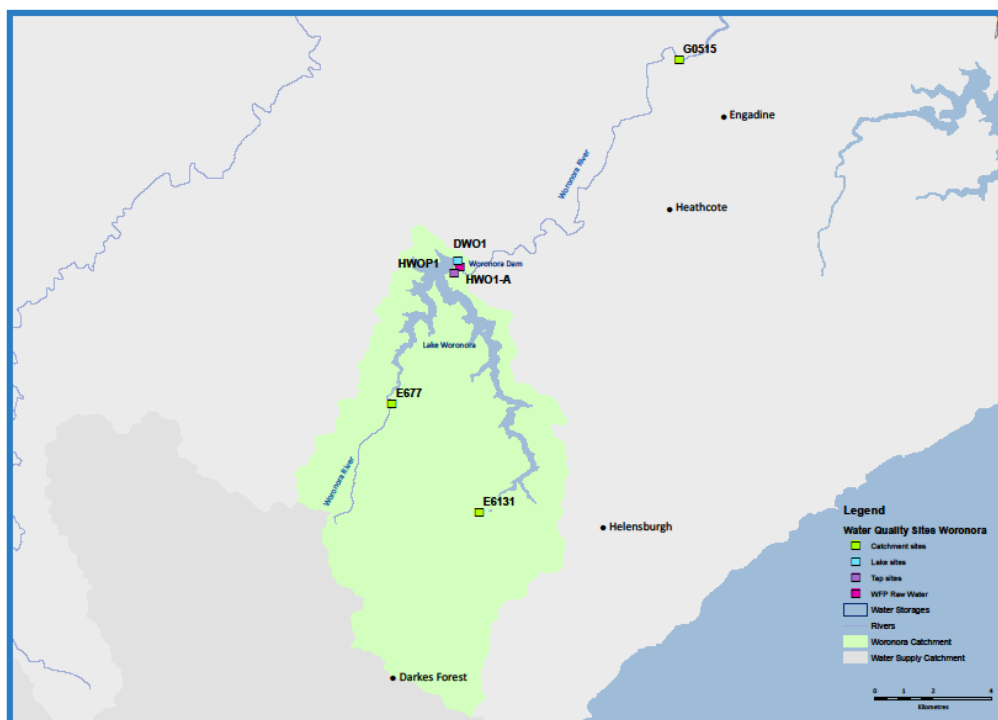 G0515
Engadine
Woronora River
Heathcote
DWO1
HWOP1
Woronora Dam
HWO1-A
Lake Woronora
E677
Woronora River
E6131
Helensburgh
Darkes Forest
Legend
Water Quality Sites Woronora
Catchment sites
Lake sites
Tap sites
WFP Raw Water
Water Storages
Rivers
Woronora Catchment
Water Supply Catchment
0 1 2 4
Kilometres